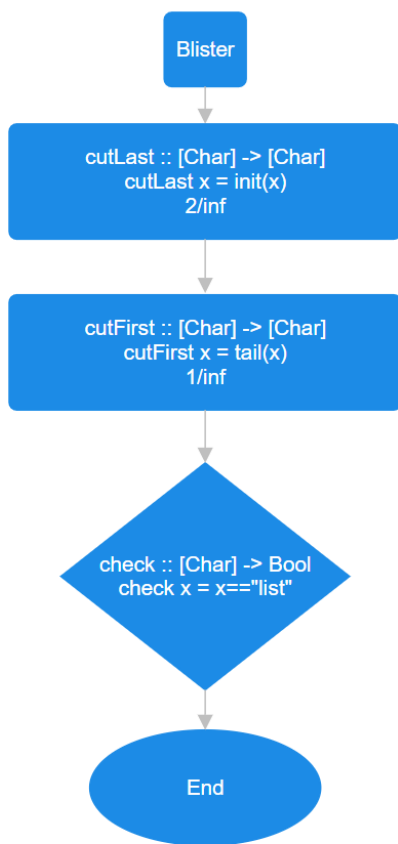 Blister
cutLast :: [Char] -> [Char]
cutLast x = init(x)
2/inf
cutFirst :: [Char] -> [Char]
cutFirst x = tail(x)
1/inf
check :: [Char] -> Bool
check x = x=="list"
End